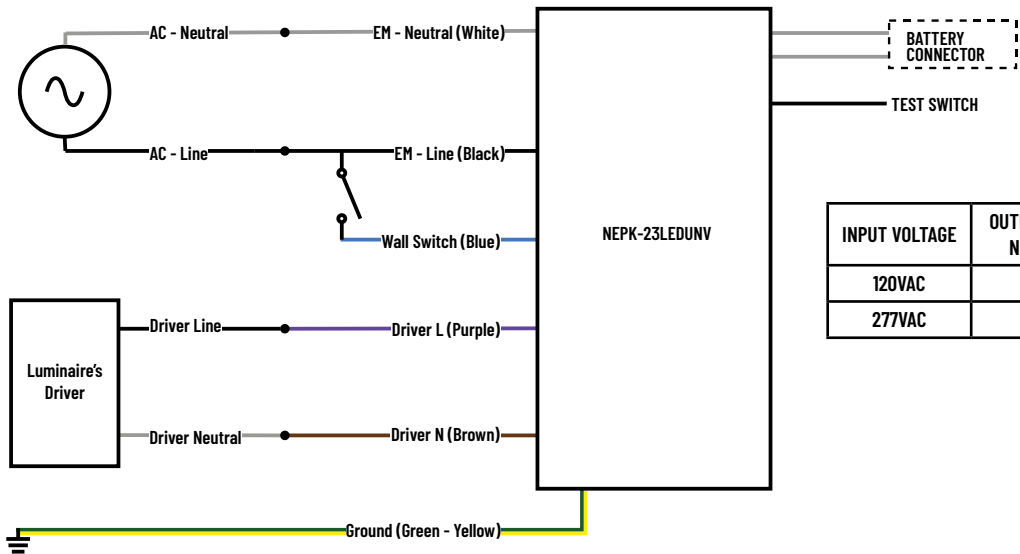 AC - Neutral
EM - Neutral (White)
BATTERY
CONNECTOR
TEST SWITCH
AC - Line
EM - Line (Black)
Wall Switch (Blue)
NEPK-23LEDUNV
INPUT VOLTAGE
120VAC
277VAC
Driver Line
Driver L (Purple)
Luminaire's
Driver
Driver Neutral
Driver N (Brown)
Ground (Green - Yellow)